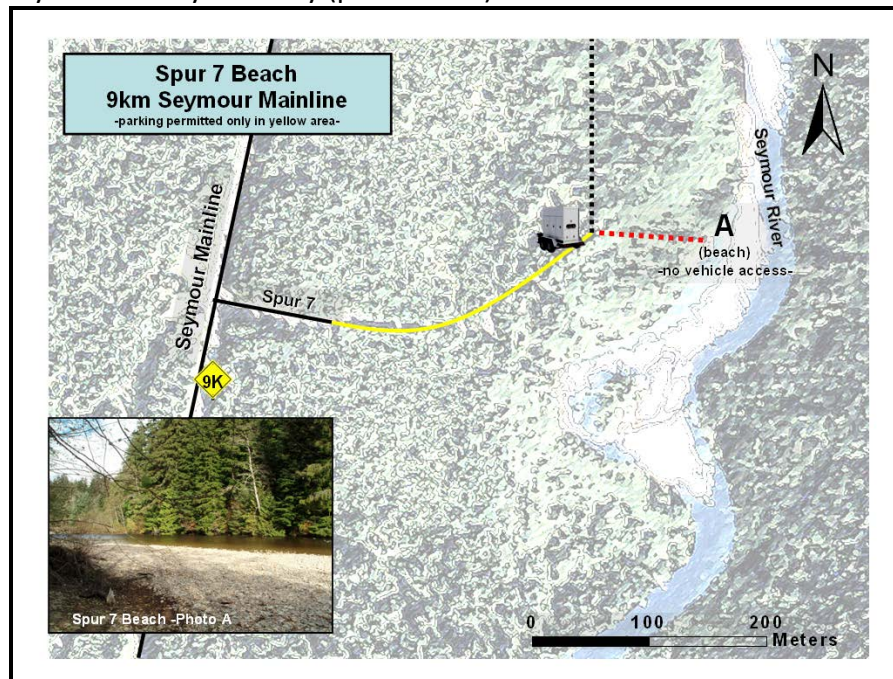 Spur 7 Beach
9km Seymour Mainline
-parking permitted only in yellow area-
N
Seymour River
Seymour Mainline
A
(beach)
-no vehicle access-
Spur 7
9K
Spur 7 Beach -Photo A
0 100 200
Meters